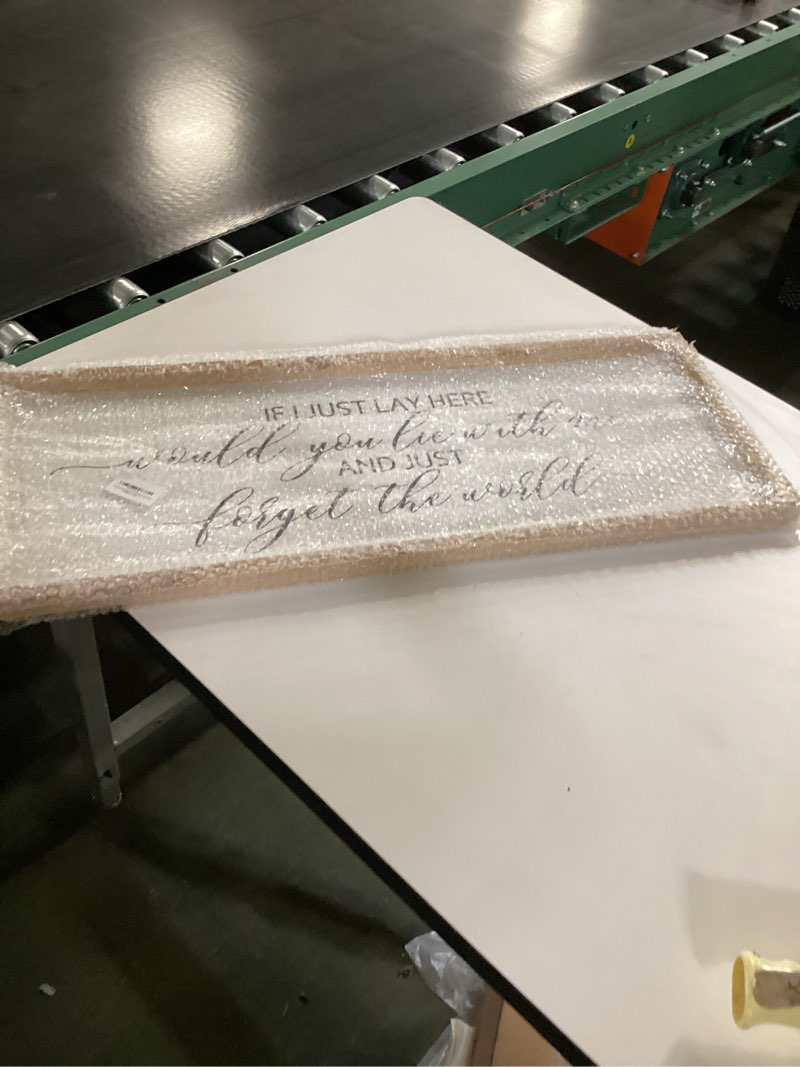 IF I JUST LAY HERE
would you lie with me
AND JUST
forget the world